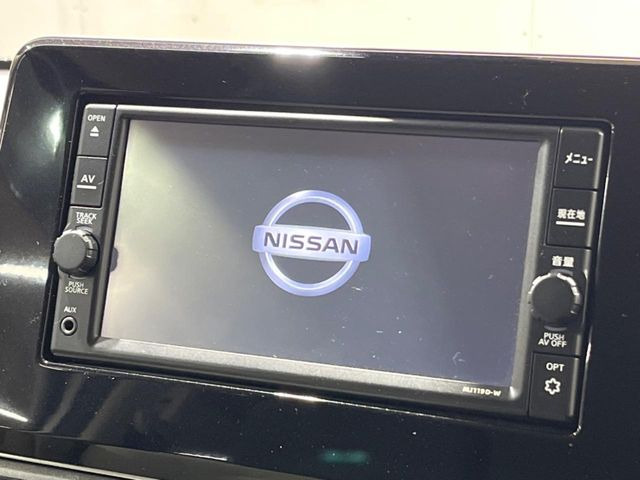 OPEN
AV
TRACK
SEEK
PUSH
SOURCE
AUX
NISSAN
メニュー
現在地
音量
PUSH
AV OFF
OPT
MJ119D-W